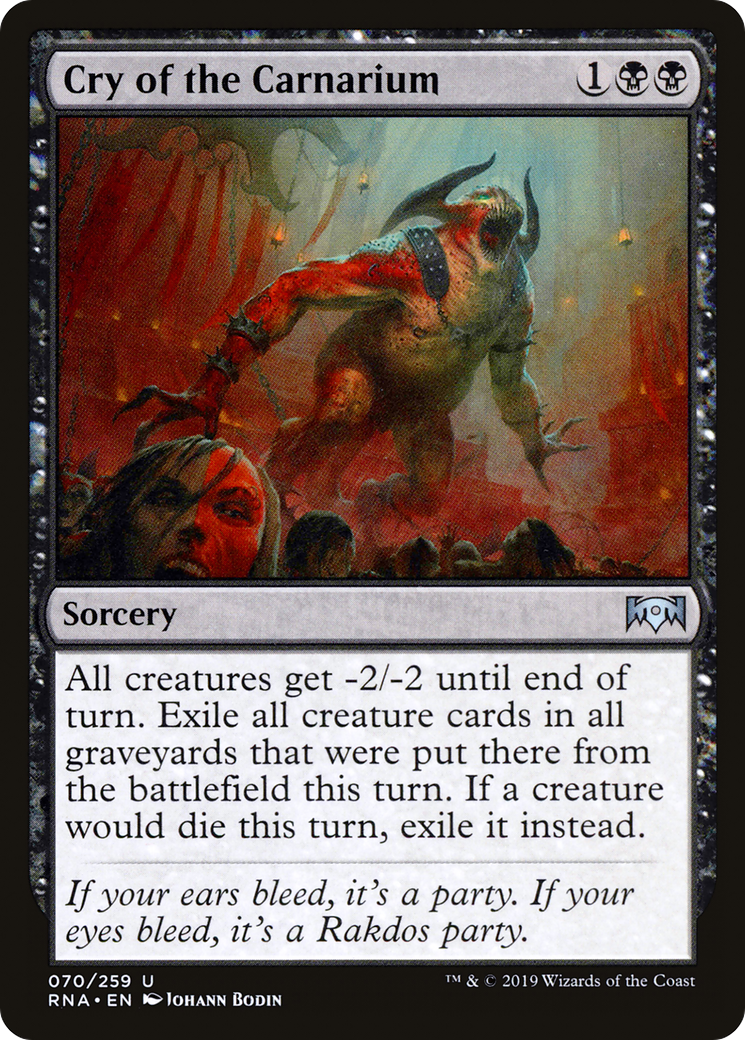 Cry of the Carnarium 1
Sorcery
All creatures get -2/-2 until end of
turn. Exile all creature cards in all
graveyards that were put there from
the battlefield this turn. If a creature
would die this turn, exile it instead.
If your ears bleed, it's a party. If your
eyes bleed, it's a Rakdos party.
070/259 U
™ & © 2019 Wizards of the Coast
RNA • EN Johann Bodin